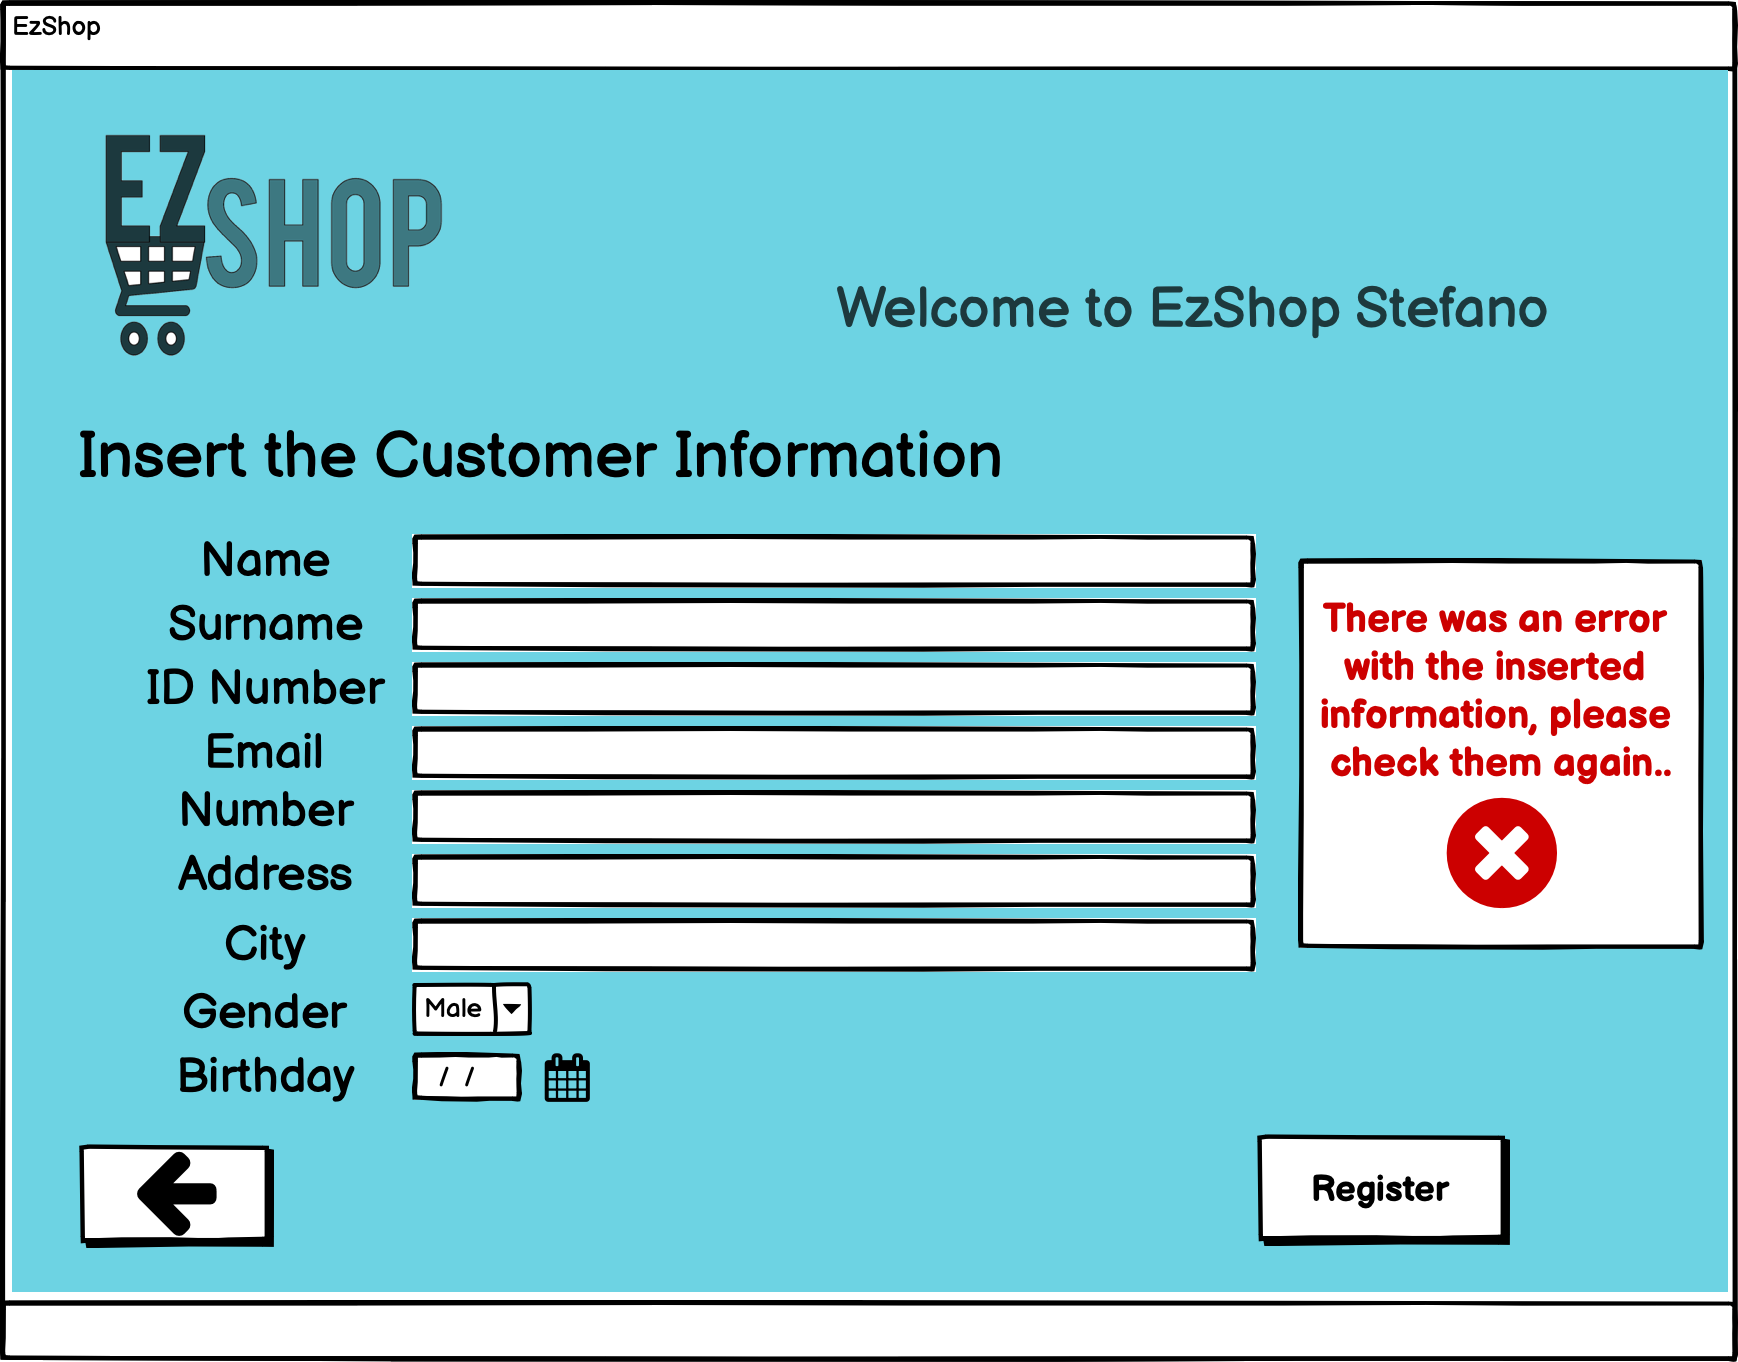 EzShop
EZSHOP
Welcome to EzShop Stefano
Insert the Customer Information
Name
Surname
ID Number
Email
Number
Address
City
Gender
Male
Birthday
/ /
There was an error
with the inserted
information, please
check them again..
Register